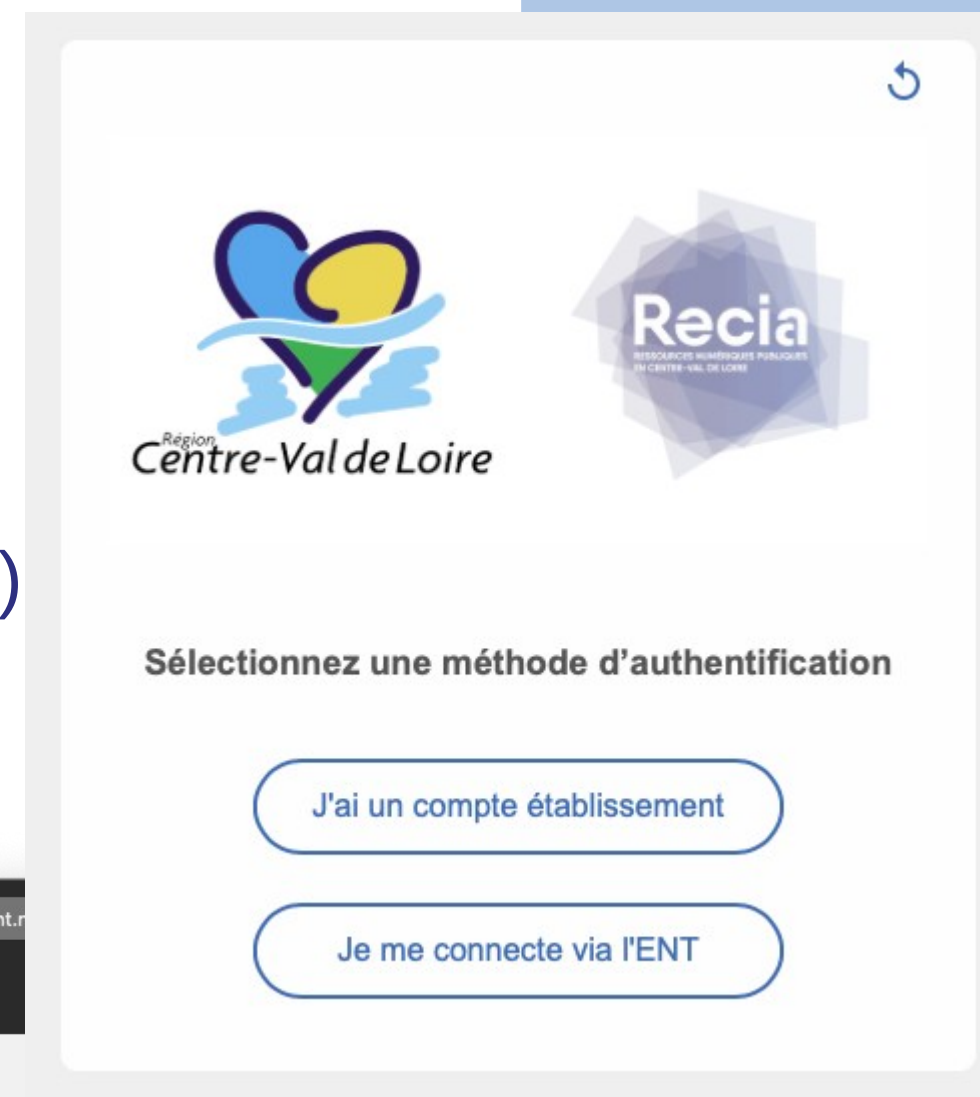 Région
Centre-Val de Loire
Recia
RESSOURCES NUMÉRIQUES PUBLIQUES
EN CENTRE-VAL DE LOIRE
)
Sélectionnez une méthode d’authentification
J'ai un compte établissement
nt.r
Je me connecte via l'ENT